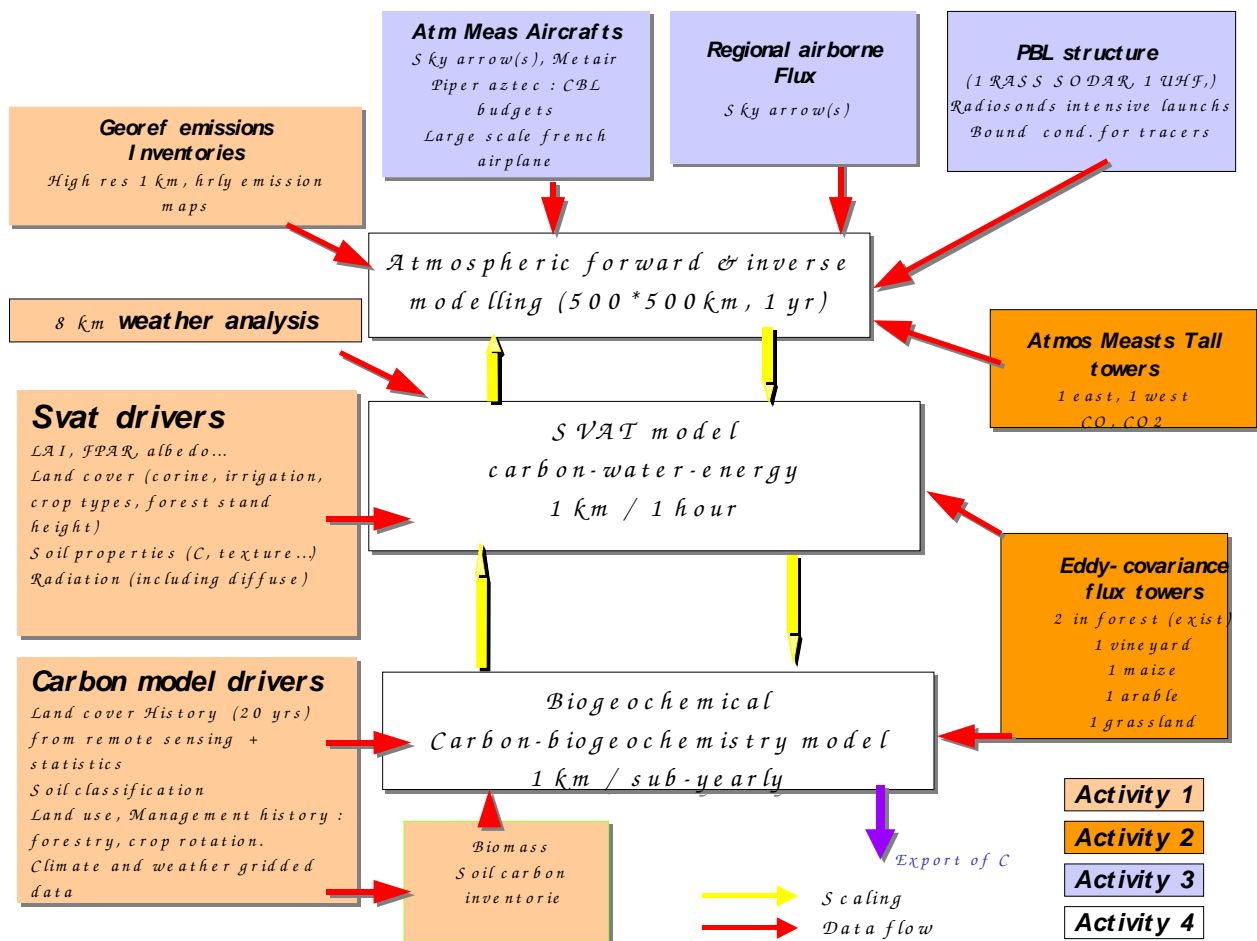 Atm Meas Aircrafts
Sky arrow(s), Metair
Piper aztec : CBL
budgets
Large scale french
airplane
Regional airborne
Flux
Sky arrow(s)
PBL structure
(1 RASS SODAR, 1 UHF,)
Radiosonds intensive launchs
Bound cond. for tracers
Georef emissions
Inventories
High res 1 km, hrly emission
maps
Atmospheric forward & inverse
modelling (500*500km, 1 yr)
8 km weather analysis
Atmos Measts Tall
towers
1 east, 1 west
CO, CO2
Svat drivers
LAI, FPAR, albedo...
Land cover (corine, irrigation,
crop types, forest stand
height)
Soil properties (C, texture...)
Radiation (including diffuse)
SVAT model
carbon-water-energy
1 km / 1 hour
Eddy-covariance
flux towers
2 in forest (exist)
1 vineyard
1 maize
1 arable
1 grassland
Carbon model drivers
Land cover History (20 yrs)
from remote sensing +
statistics
Soil classification
Land use, Management history :
forestry, crop rotation.
Climate and weather gridded
data
Biogeochemical
Carbon-biogeochemistry model
1 km / sub-yearly
Biomass
Soil carbon
inventorie
Export of C
Scaling
Data flow
Activity 1
Activity 2
Activity 3
Activity 4